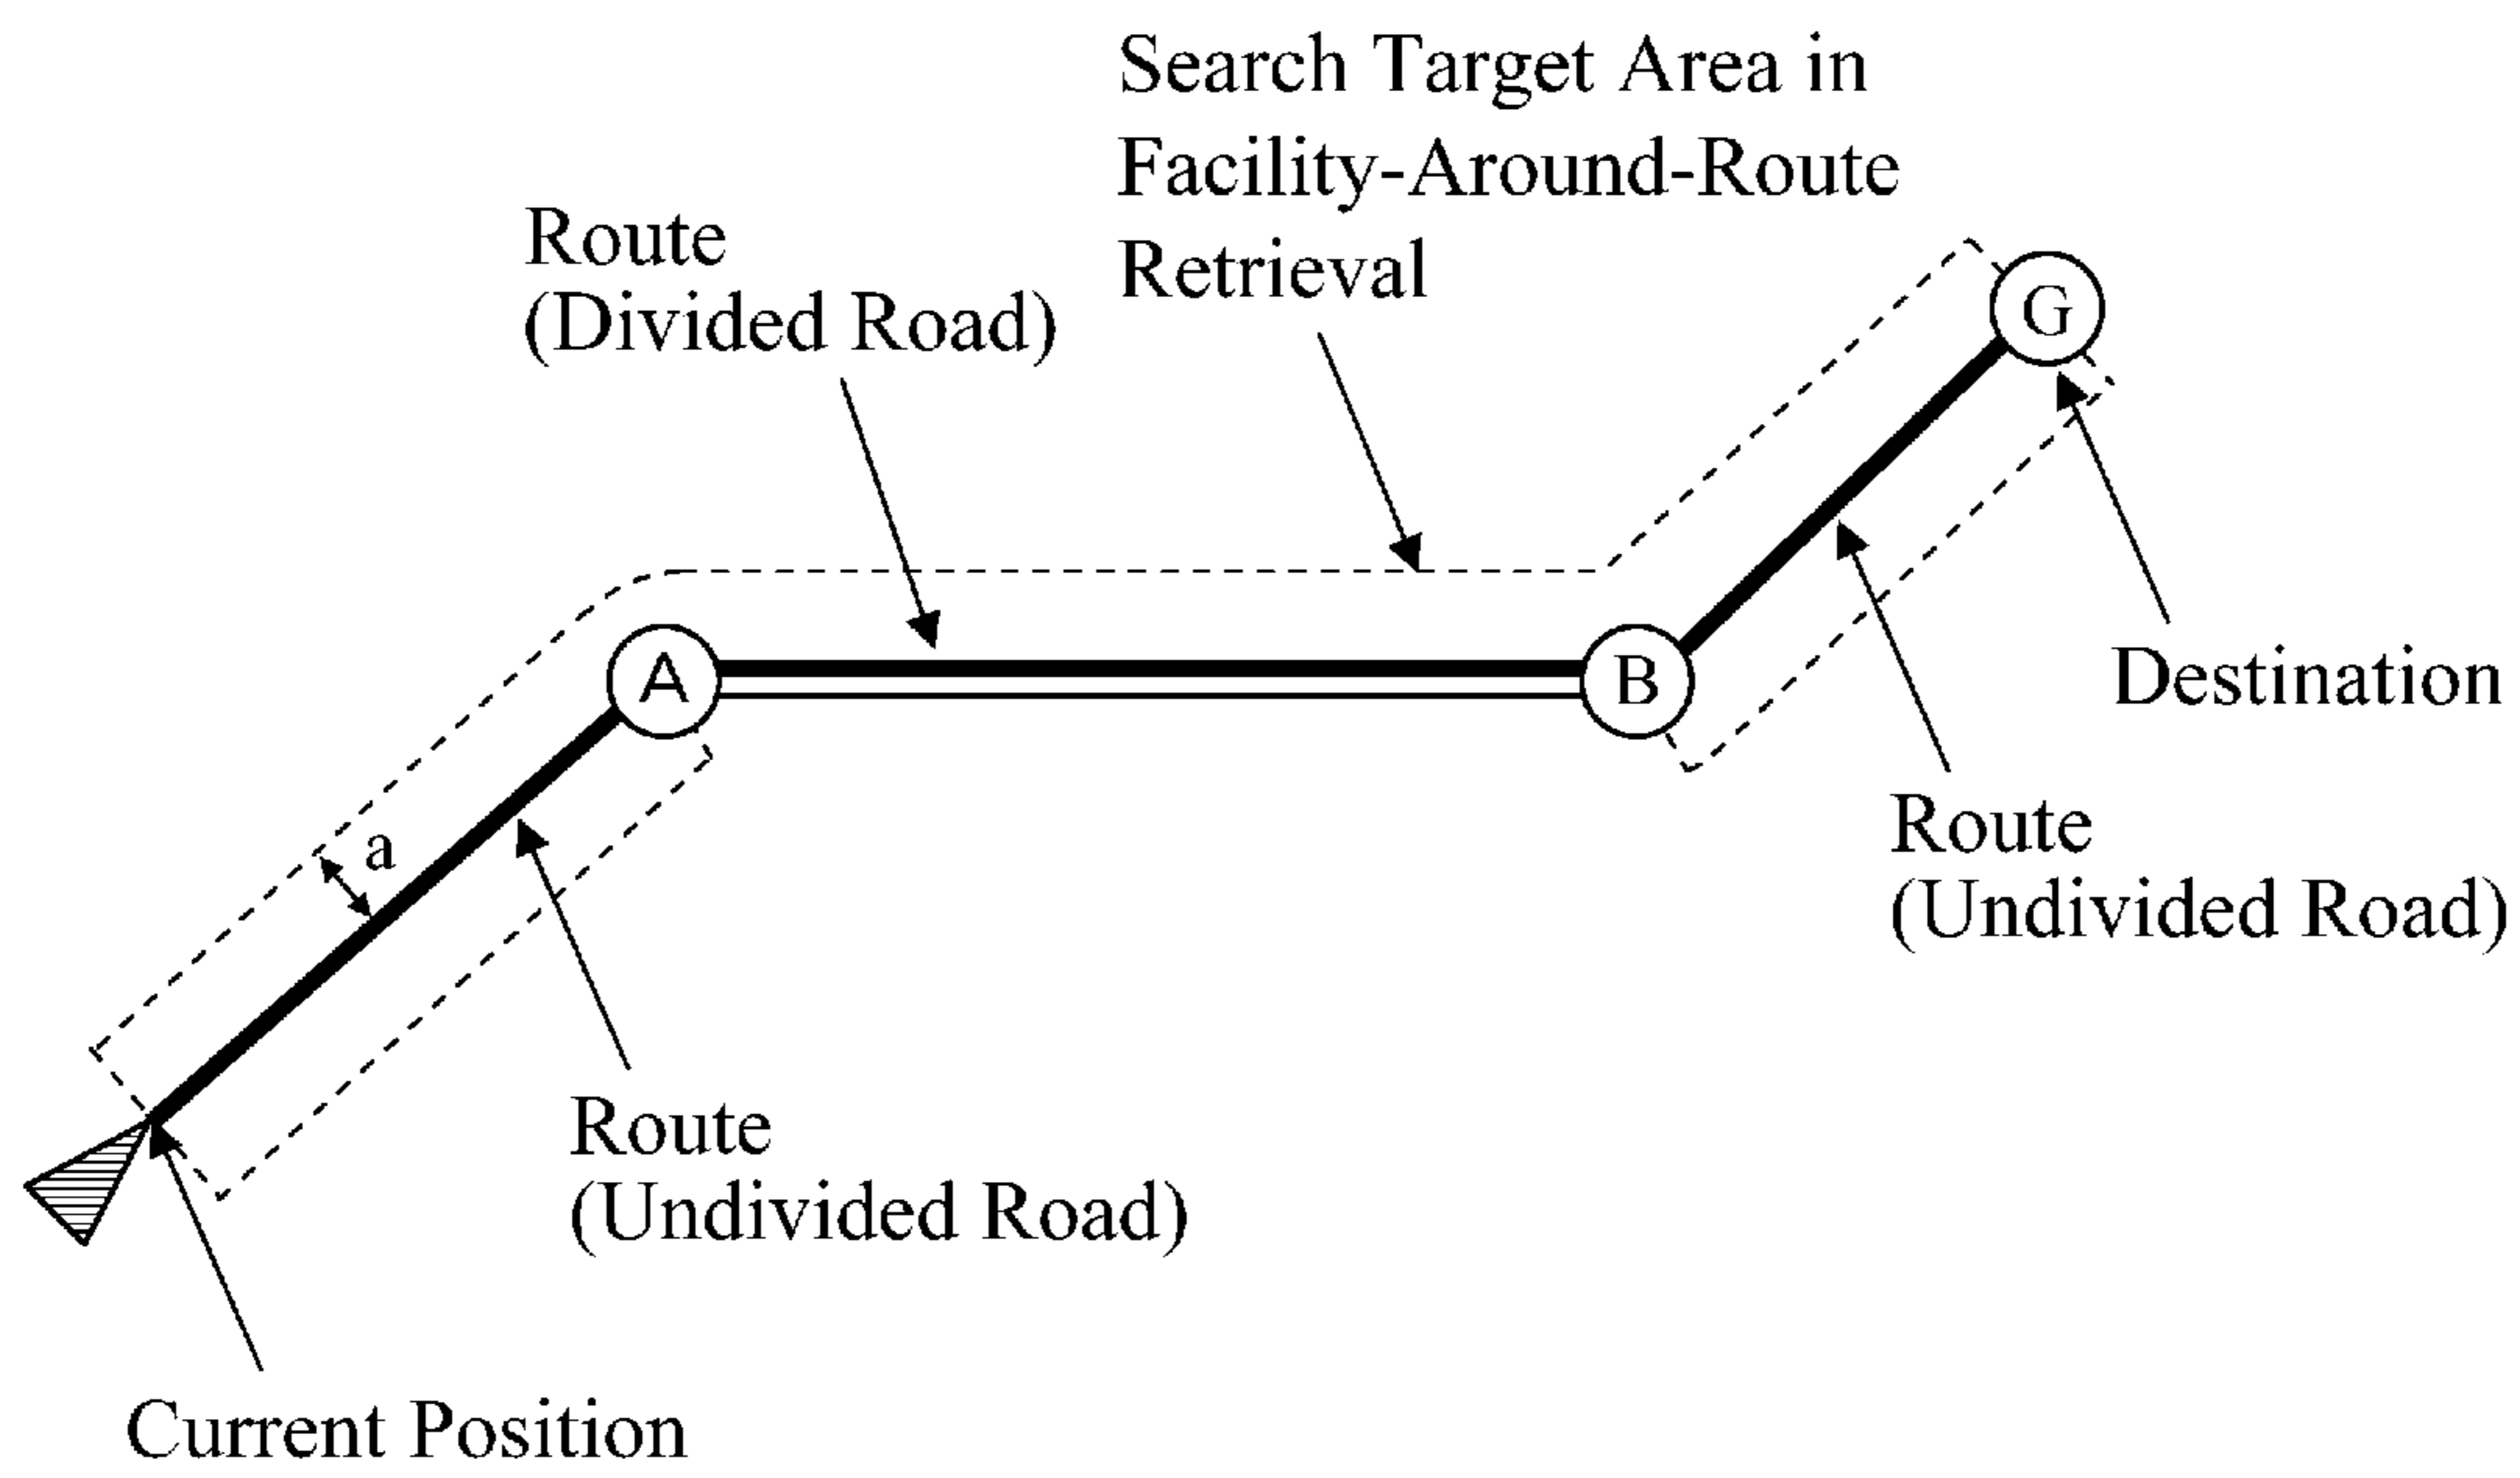 Search Target Area in
Facility-Around-Route
Retrieval
Route
(Divided Road)
G
A
B
Destination
a
Route
(Undivided Road)
Route
(Undivided Road)
Current Position